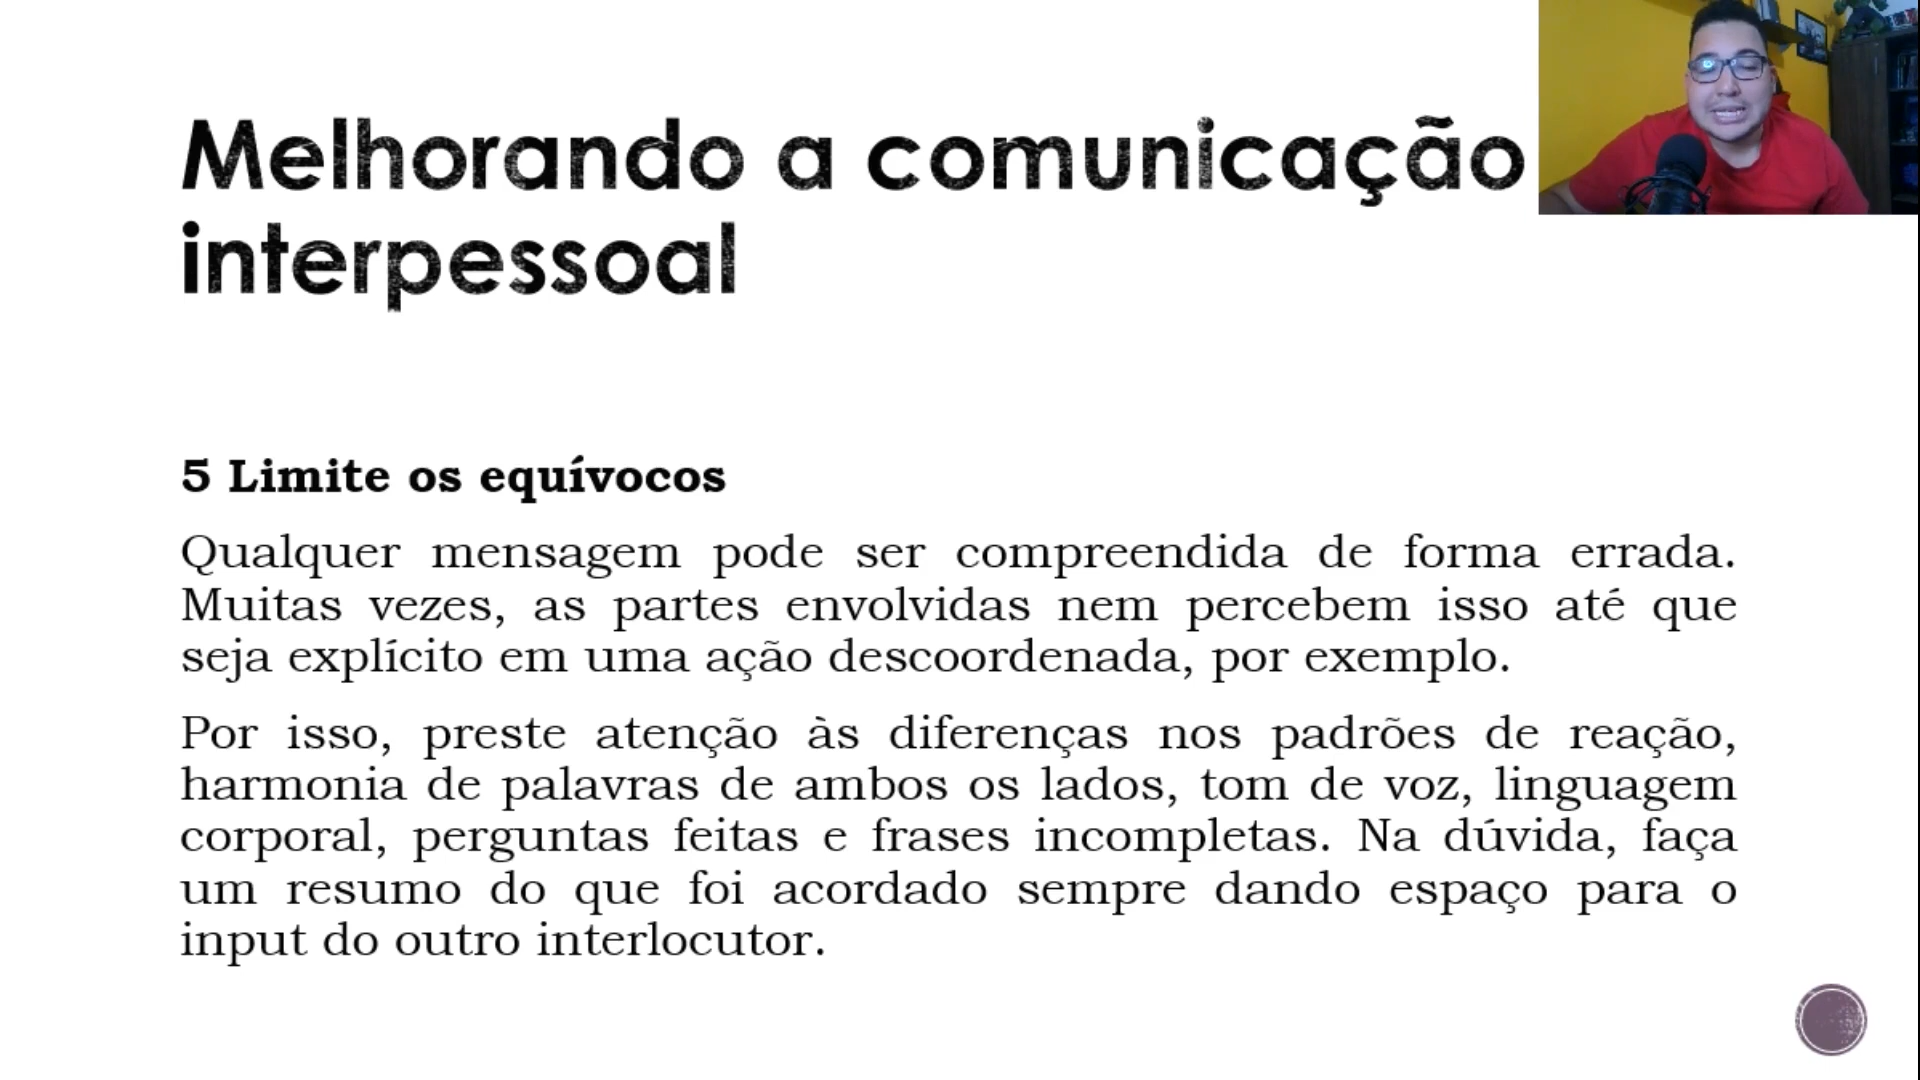 Melhorando a comunicação
interpessoal
5 Limite os equívocos
Qualquer mensagem pode ser compreendida de forma errada.
Muitas vezes, as partes envolvidas nem percebem isso até que
seja explícito em uma ação descoordenada, por exemplo.
Por isso, preste atenção às diferenças nos padrões de reação,
harmonia de palavras de ambos os lados, tom de voz, linguagem
corporal, perguntas feitas e frases incompletas. Na dúvida, faça
um resumo do que foi acordado sempre dando espaço para o
input do outro interlocutor.